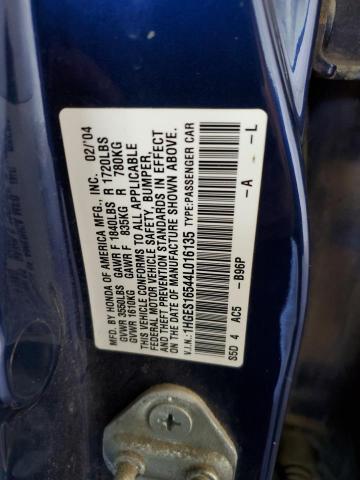 MFD. BY HONDA OF AMERICA MFG., INC. 02/'04
GVWR 3550LBS GAWR F 1840LBS R 1720LBS
GVWR 1610KG GAWR F 835KG R 780KG
THIS VEHICLE CONFORMS TO ALL APPLICABLE
FEDERAL MOTOR VEHICLE SAFETY, BUMPER,
AND THEFT PREVENTION STANDARDS IN EFFECT
ON THE DATE OF MANUFACTURE SHOWN ABOVE.
V.I.N.: 1HGES16544L016135 TYPE:PASSENGER CAR
S5D 4 AC5 -B96P -A -L